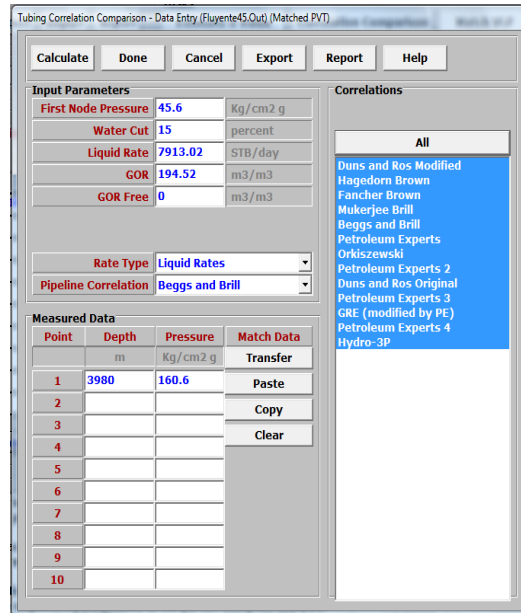 Tubing Correlation Comparison - Data Entry (Fluyente45.Out) (Matched PVT)
Calculate Done Cancel Export Report Help
Input Parameters
First Node Pressure 45.6 Kg/cm2 g
Water Cut 15 percent
Liquid Rate 7913.02 STB/day
GOR 194.52 m3/m3
GOR Free 0 m3/m3
Rate Type Liquid Rates
Pipeline Correlation Beggs and Brill
Measured Data
Point Depth Pressure Match Data
m Kg/cm2 g Transfer
1 3980 160.6 Paste
2 Copy
3 Clear
4
5
6
7
8
9
10
Correlations
All
Duns and Ros Modified
Hagedorn Brown
Fancher Brown
Mukerjee Brill
Beggs and Brill
Petroleum Experts
Orkiszewski
Petroleum Experts 2
Duns and Ros Original
Petroleum Experts 3
GRE (modified by PE)
Petroleum Experts 4
Hydro-3P